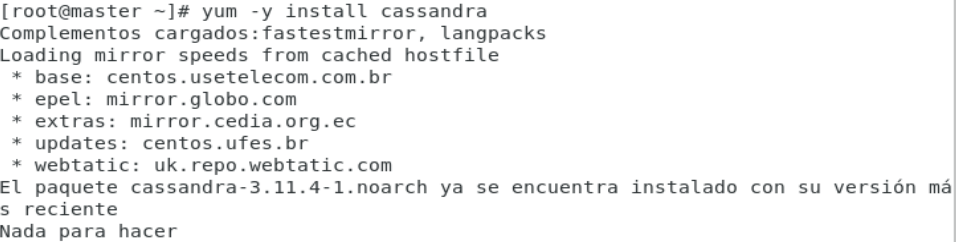 [root@master ~]# yum -y install cassandra
Complementos cargados:fastestmirror, langpacks
Loading mirror speeds from cached hostfile
 * base: centos.usetelecom.com.br
 * epel: mirror.globo.com
 * extras: mirror.cedia.org.ec
 * updates: centos.ufes.br
 * webtatic: uk.repo.webtatic.com
El paquete cassandra-3.11.4-1.noarch ya se encuentra instalado con su versión má
s reciente
Nada para hacer